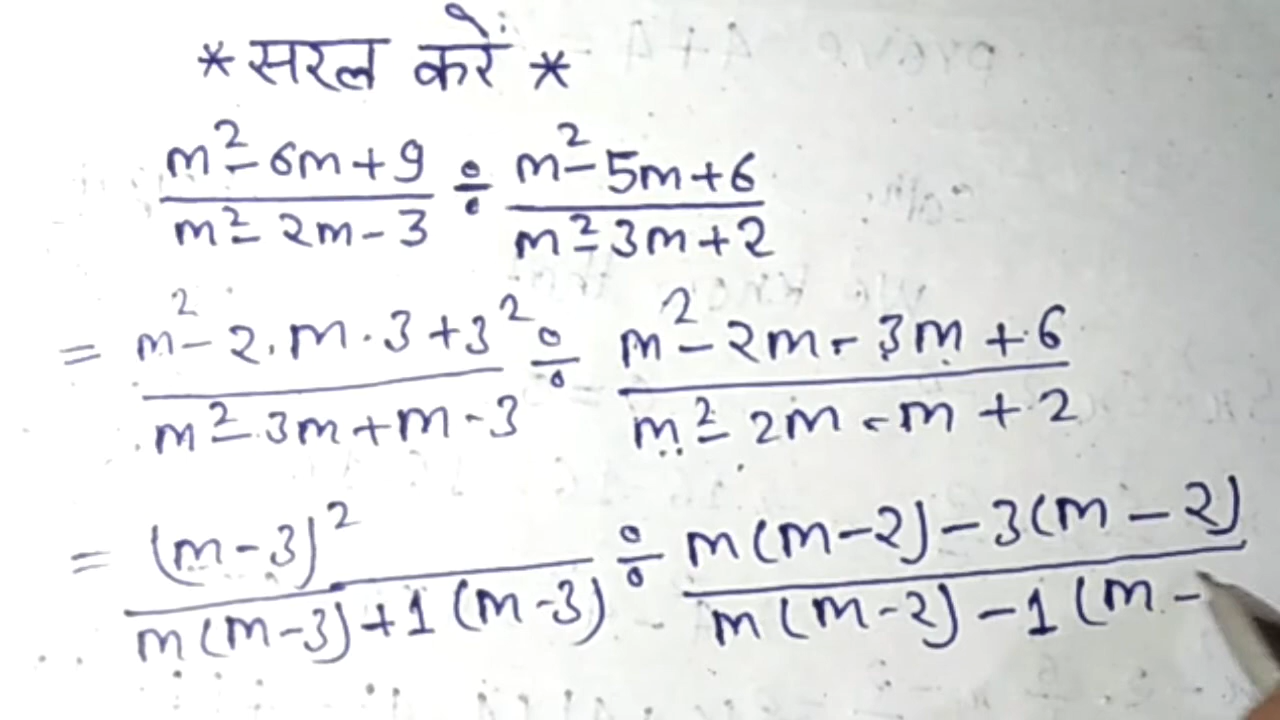 * सरल करें *
m² - 6m + 9 / m² - 2m - 3 ÷ m² - 5m + 6 / m² - 3m + 2
= m² - 2.m.3 + 3² / m² - 3m + m - 3 ÷ m² - 2m - 3m + 6 / m² - 2m - m + 2
= (m-3)² / m(m-3) + 1(m-3) ÷ m(m-2) - 3(m-2) / m(m-2) - 1(m -